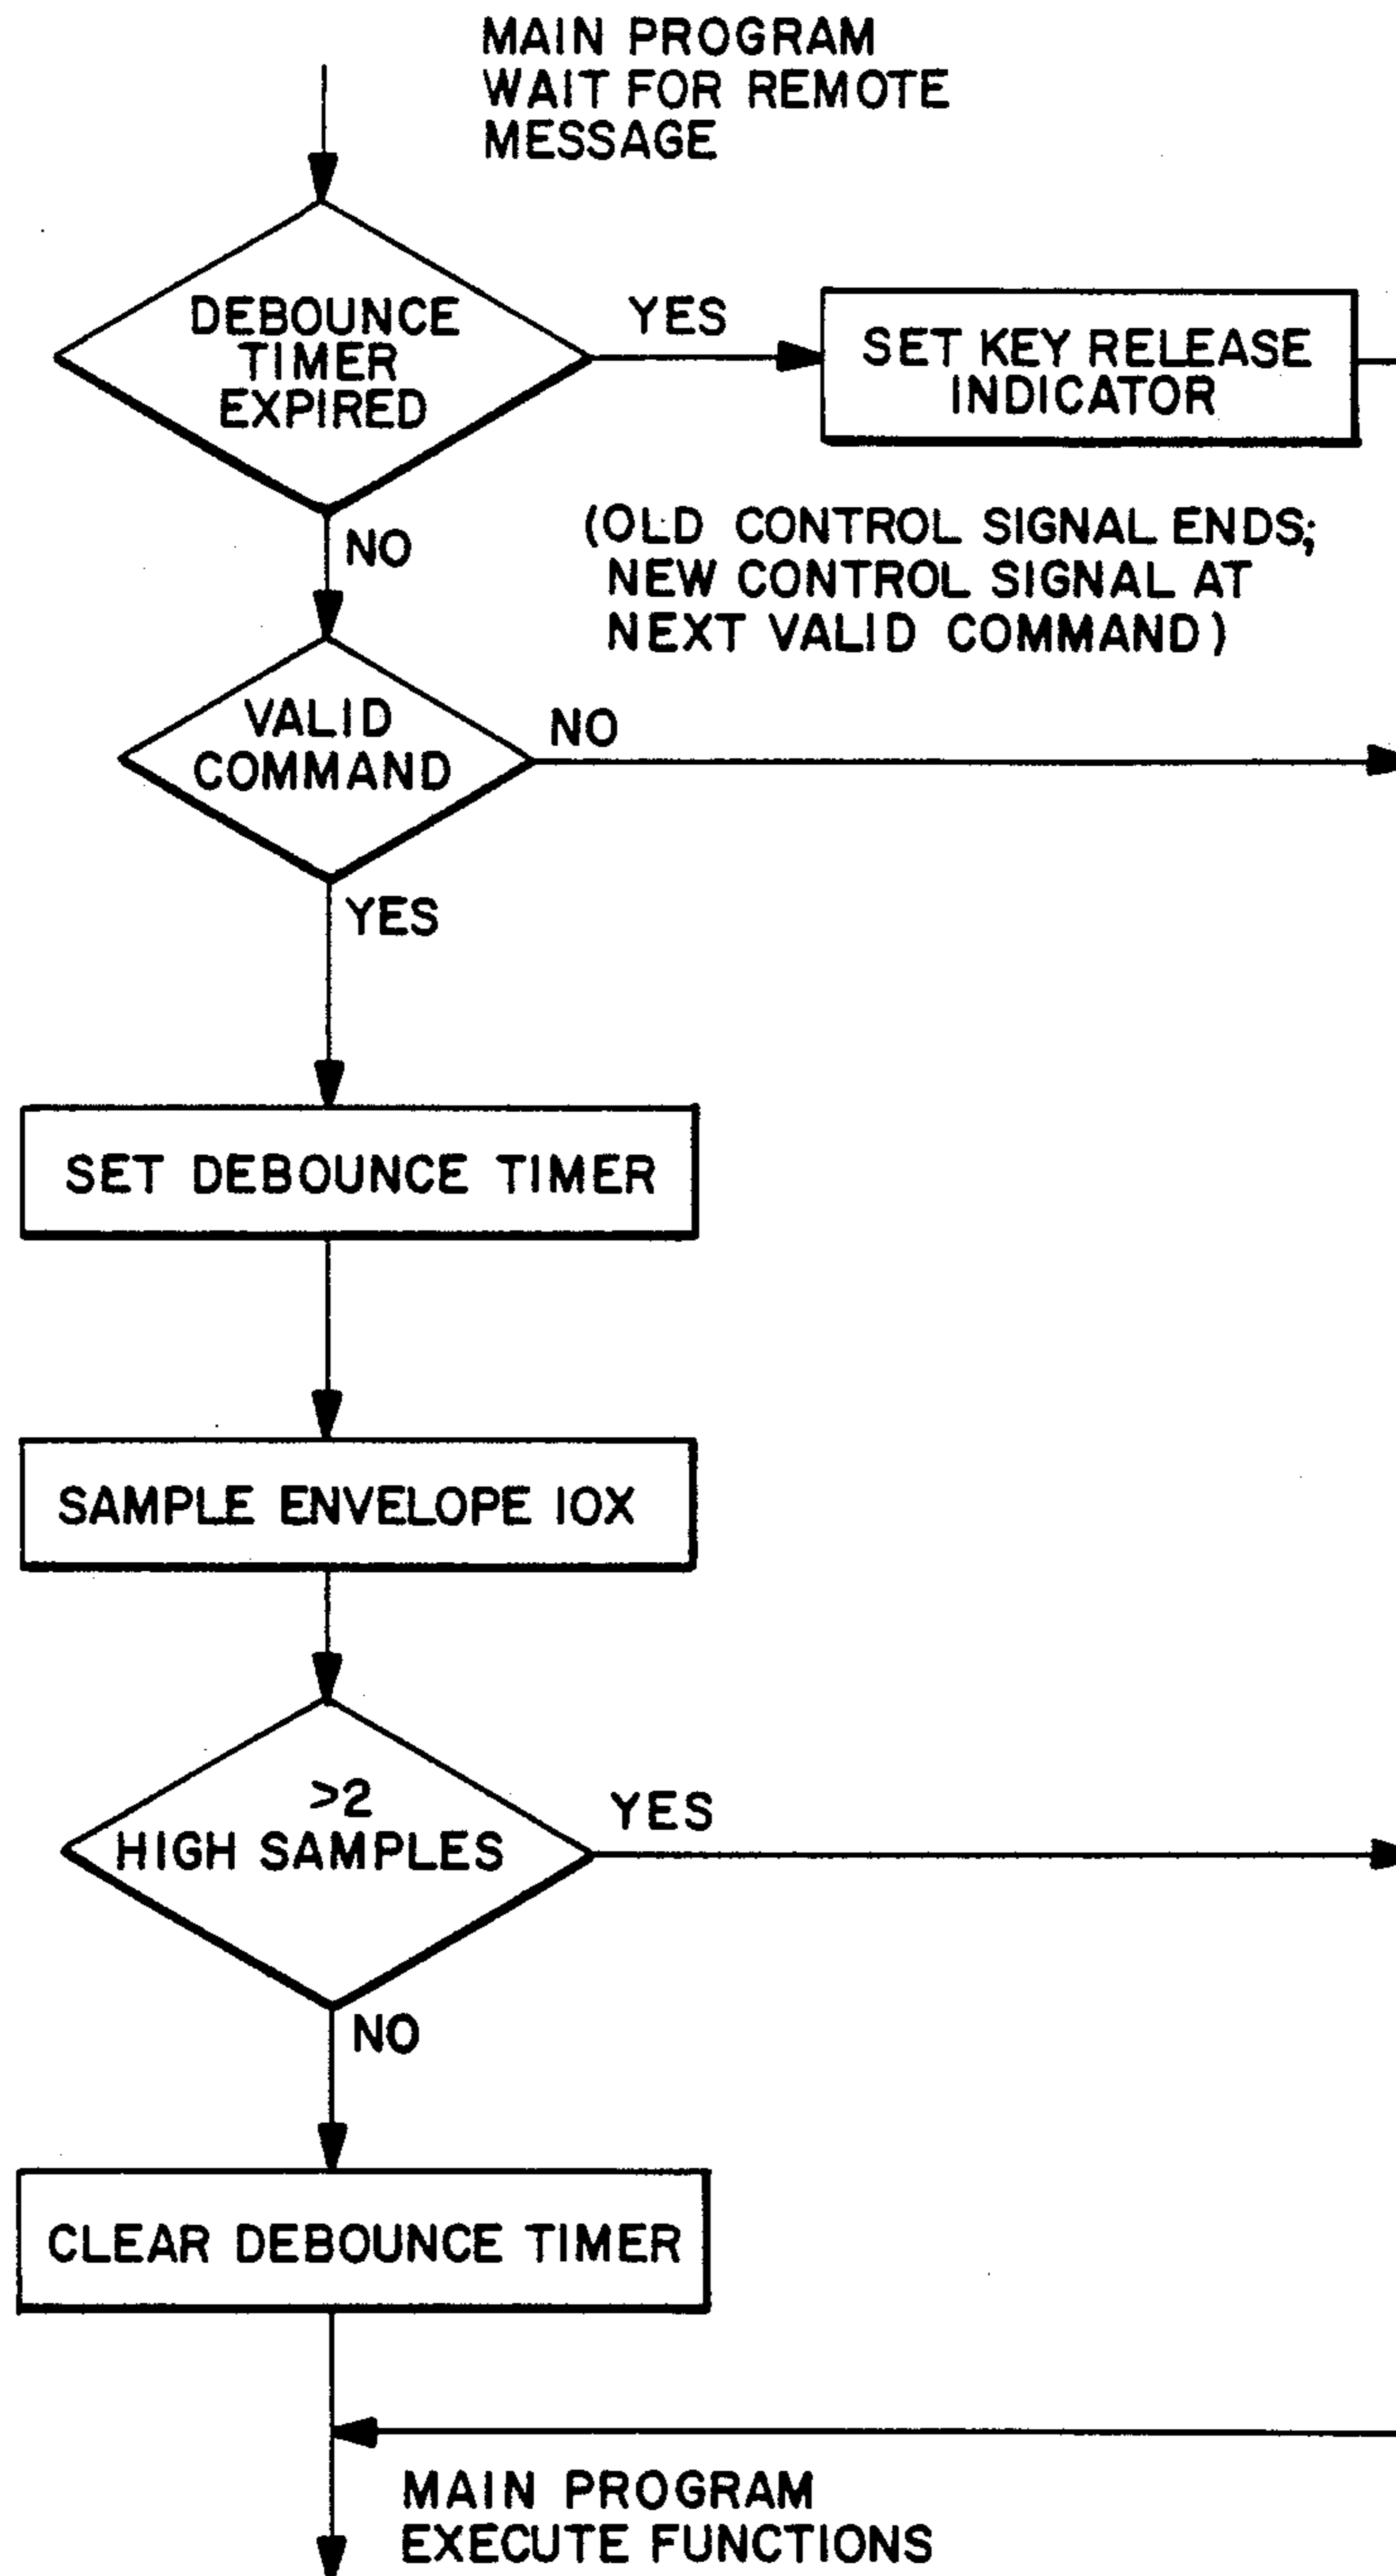 MAIN PROGRAM
WAIT FOR REMOTE
MESSAGE
DEBOUNCE
TIMER
EXPIRED
YES
SET KEY RELEASE
INDICATOR
NO
(OLD CONTROL SIGNAL ENDS;
NEW CONTROL SIGNAL AT
NEXT VALID COMMAND)
VALID
COMMAND
NO
YES
SET DEBOUNCE TIMER
SAMPLE ENVELOPE 10X
>2
HIGH SAMPLES
YES
NO
CLEAR DEBOUNCE TIMER
MAIN PROGRAM
EXECUTE FUNCTIONS